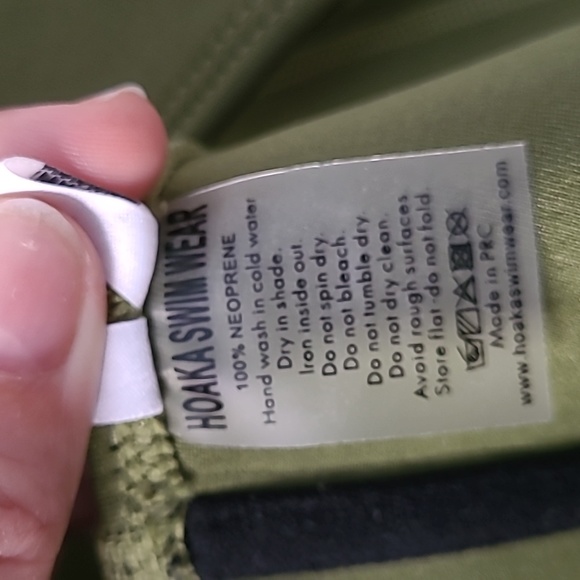 HOAKA SWIM WEAR
100% NEOPRENE
Hand wash in cold water
Dry in shade.
Iron inside out.
Do not spin dry.
Do not bleach.
Do not tumble dry.
Do not dry clean.
Avoid rough surfaces.
Store flat-do not fold.
Made in PRC
www.hoakaswimwear.com